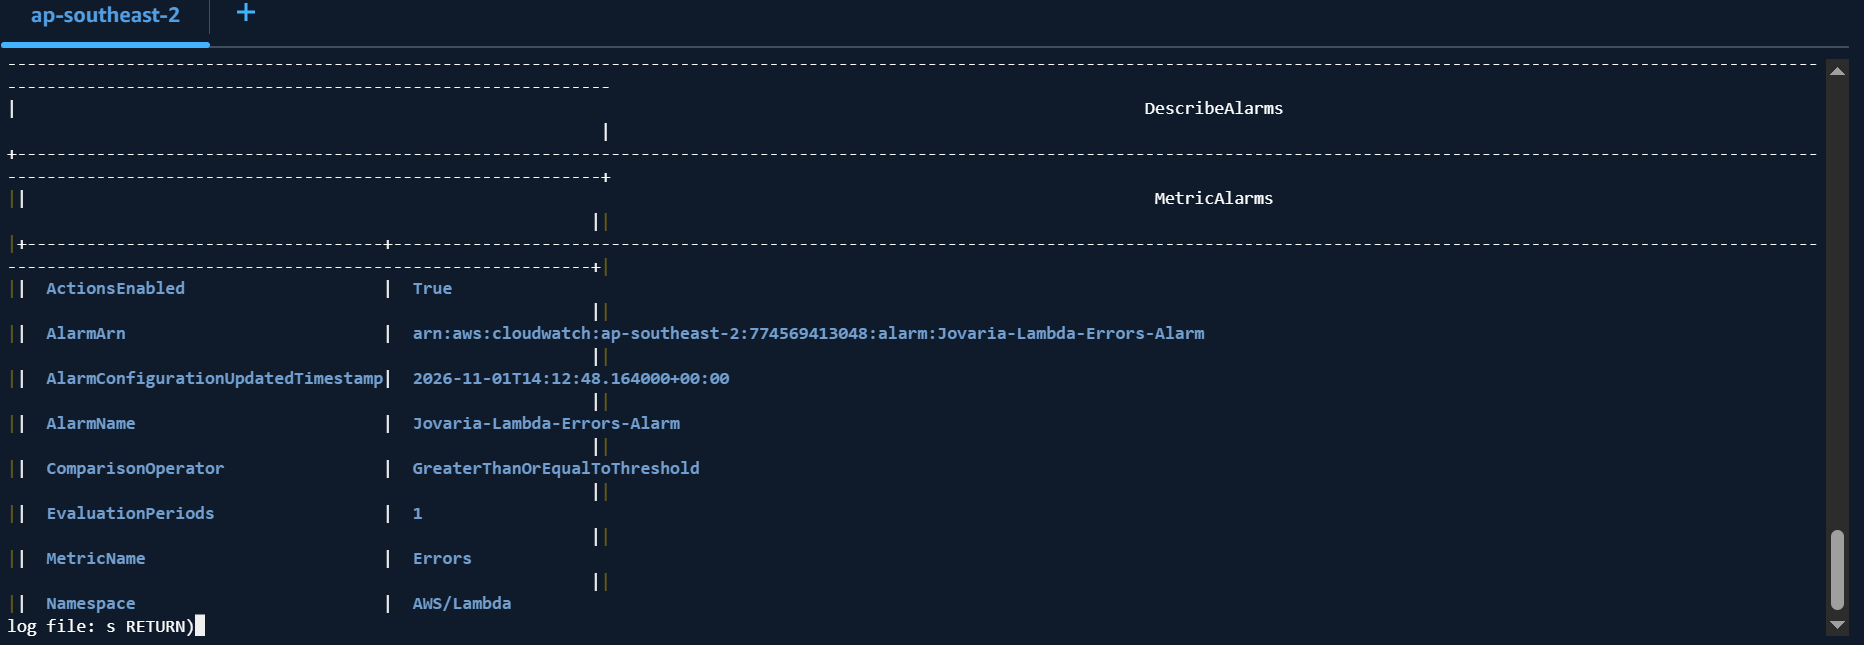 ap-southeast-2 +
--------------------------------------------------------------------------------------------------------------------------------------------------------------------------------------
-------------------------------------------------------------
| DescribeAlarms
|
+-------------------------------------------------------------------------------------------------------------------------------------------------------------------------------------
------------------------------------------------------------+
|| MetricAlarms
||
|+------------------------------------+-----------------------------------------------------------------------------------------------------------------------------------------------
-----------------------------------------------------------+|
|| ActionsEnabled | True
||
|| AlarmArn | arn:aws:cloudwatch:ap-southeast-2:774569413048:alarm:Jovaria-Lambda-Errors-Alarm
||
|| AlarmConfigurationUpdatedTimestamp| 2026-11-01T14:12:48.164000+00:00
||
|| AlarmName | Jovaria-Lambda-Errors-Alarm
||
|| ComparisonOperator | GreaterThanOrEqualToThreshold
||
|| EvaluationPeriods | 1
||
|| MetricName | Errors
||
|| Namespace | AWS/Lambda
log file: s RETURN)